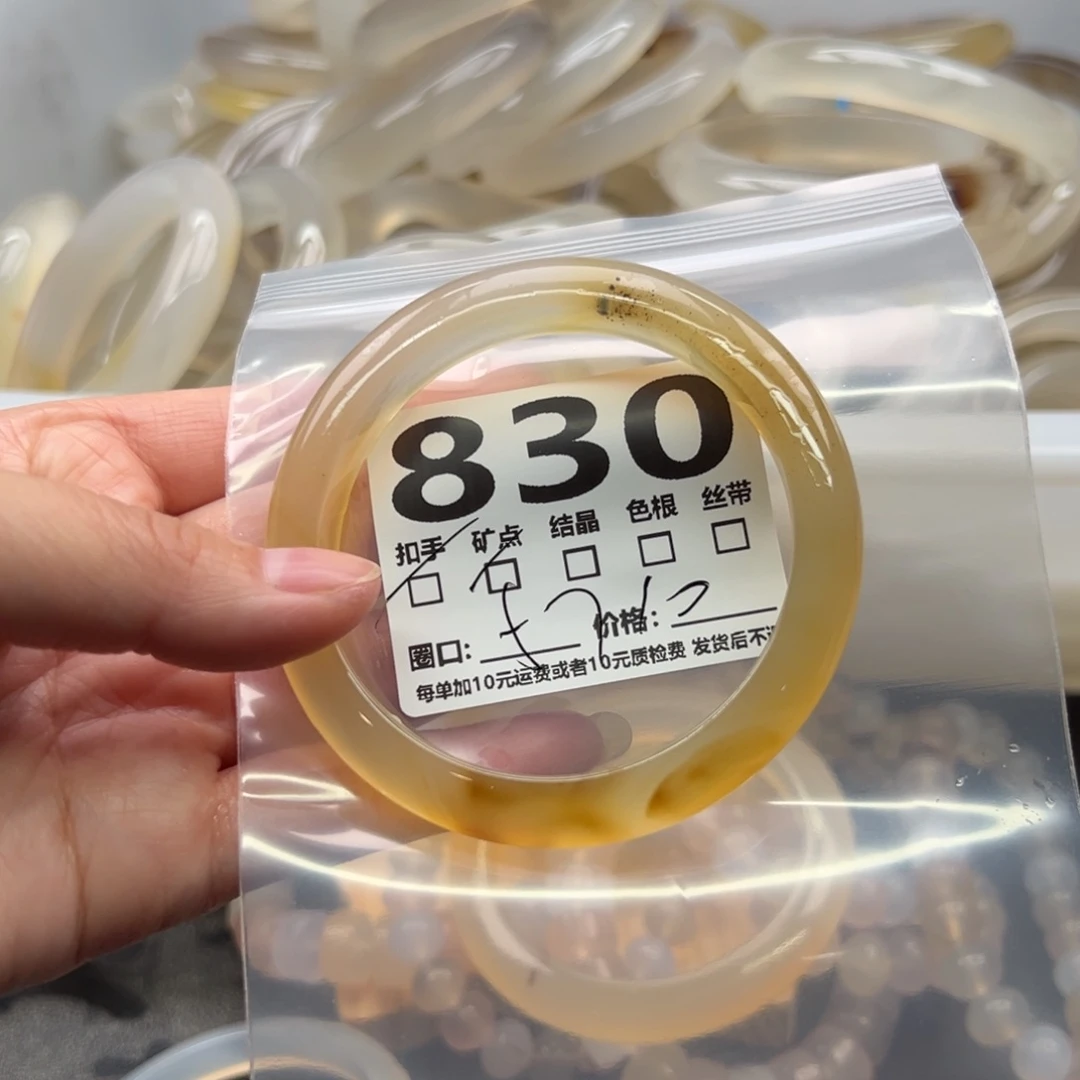 830
扣手 矿点 结晶 色根 丝带
圈口: 价格:
每单加10元运费或者10元质检费 发货后不